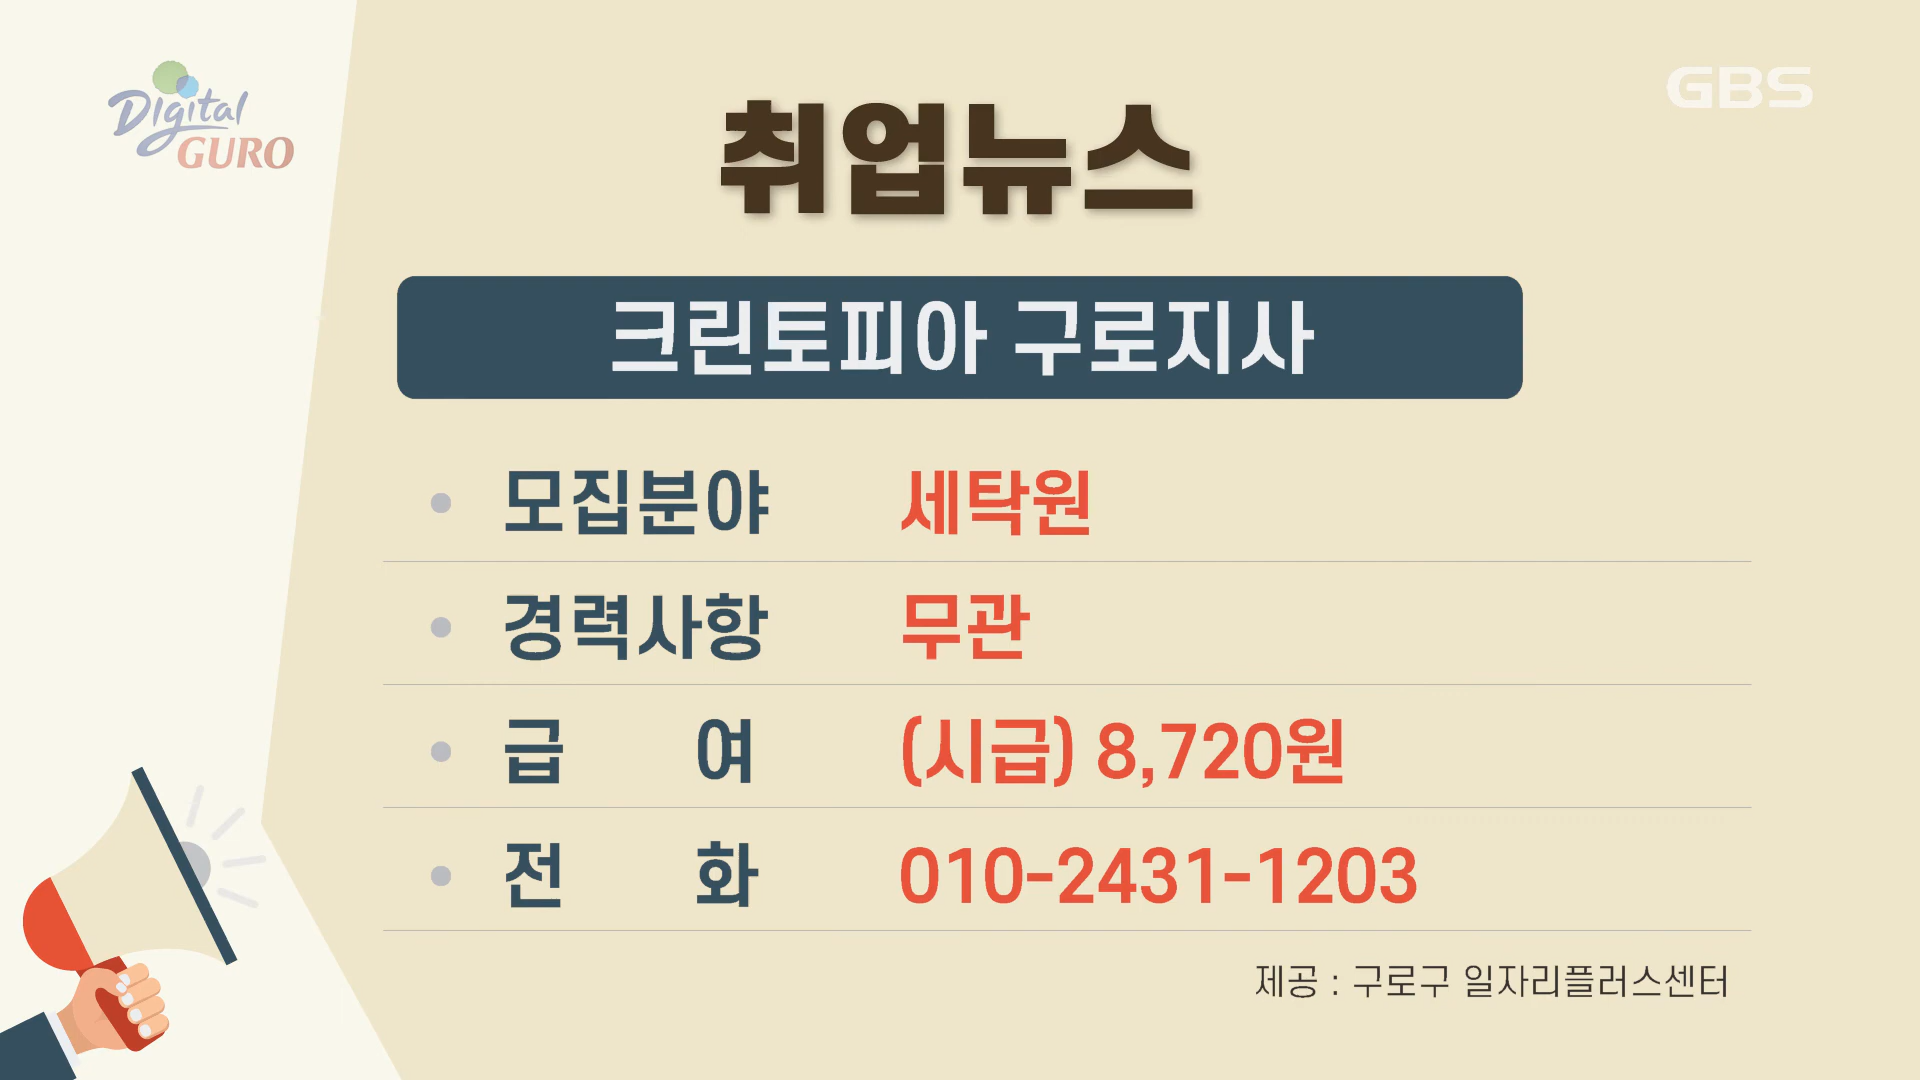 Digital
GURO
GBS
취업뉴스
크린토피아 구로지사
모집분야 세탁원
경력사항 무관
급 여 (시급) 8,720원
전 화 010-2431-1203
제공 : 구로구 일자리플러스센터